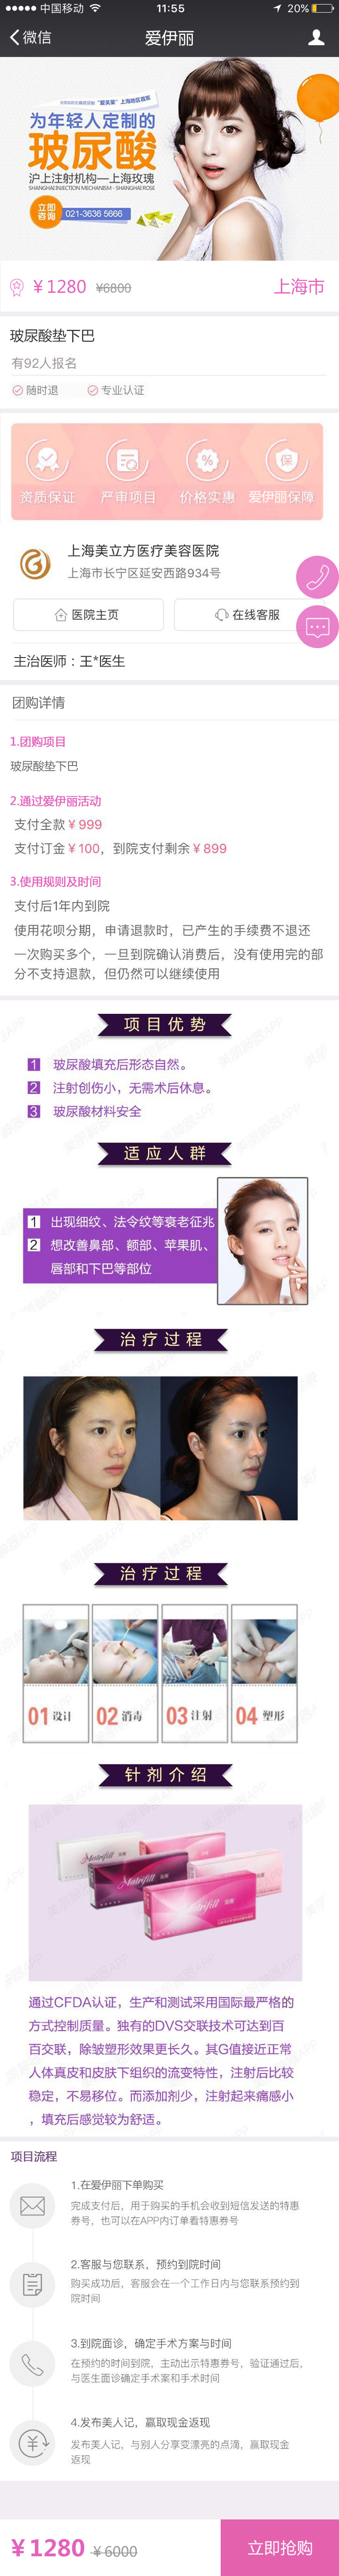 中国移动 11:55 20%
微信 爱伊丽
为年轻人定制的
玻尿酸
沪上注射机构—上海玫瑰
SHANGHAI INJECTION MECHANISM - SHANGHAI ROSE
立即咨询 021-3636 5666
¥1280 ¥6800 上海市
玻尿酸垫下巴
有92人报名
随时退 专业认证
资质保证 严审项目 价格实惠 爱伊丽保障
上海美立方医疗美容医院
上海市长宁区延安西路934号
医院主页 在线客服
主治医师：王*医生
团购详情
1.团购项目
玻尿酸垫下巴
2.通过爱伊丽活动
支付全款¥999
支付订金¥100，到院支付剩余¥899
3.使用规则及时间
支付后1年内到院
使用花呗分期，申请退款时，已产生的手续费不退还
一次购买多个，一旦到院确认消费后，没有使用完的部
分不支持退款，但仍然可以继续使用
项目优势
1 玻尿酸填充后形态自然。
2 注射创伤小，无需术后休息。
3 玻尿酸材料安全
适应人群
1 出现细纹、法令纹等衰老征兆
2 想改善鼻部、额部、苹果肌、
唇部和下巴等部位
治疗过程
治疗过程
01设计 02消毒 03注射 04塑形
针剂介绍
Matrifill
通过CFDA认证，生产和测试采用国际最严格的
方式控制质量。独有的DVS交联技术可达到百
百交联，除皱塑形效果更长久。其G值接近正常
人体真皮和皮肤下组织的流变特性，注射后比较
稳定，不易移位。而添加剂少，注射起来痛感小
，填充后感觉较为舒适。
项目流程
1.在爱伊丽下单购买
完成支付后，用于购买的手机会收到短信发送的特惠
券号，也可以在APP内订单看特惠券号
2.客服与您联系，预约到院时间
购买成功后，客服会在一个工作日内与您联系预约到
院时间
3.到院面诊，确定手术方案与时间
在预约的时间到院，主动出示特惠券号，验证通过后，
与医生面诊确定手术案和手术时间
4.发布美人记，赢取现金返现
发布美人记，与别人分享变漂亮的点滴，赢取现金
返现
¥1280 ¥6000 立即抢购